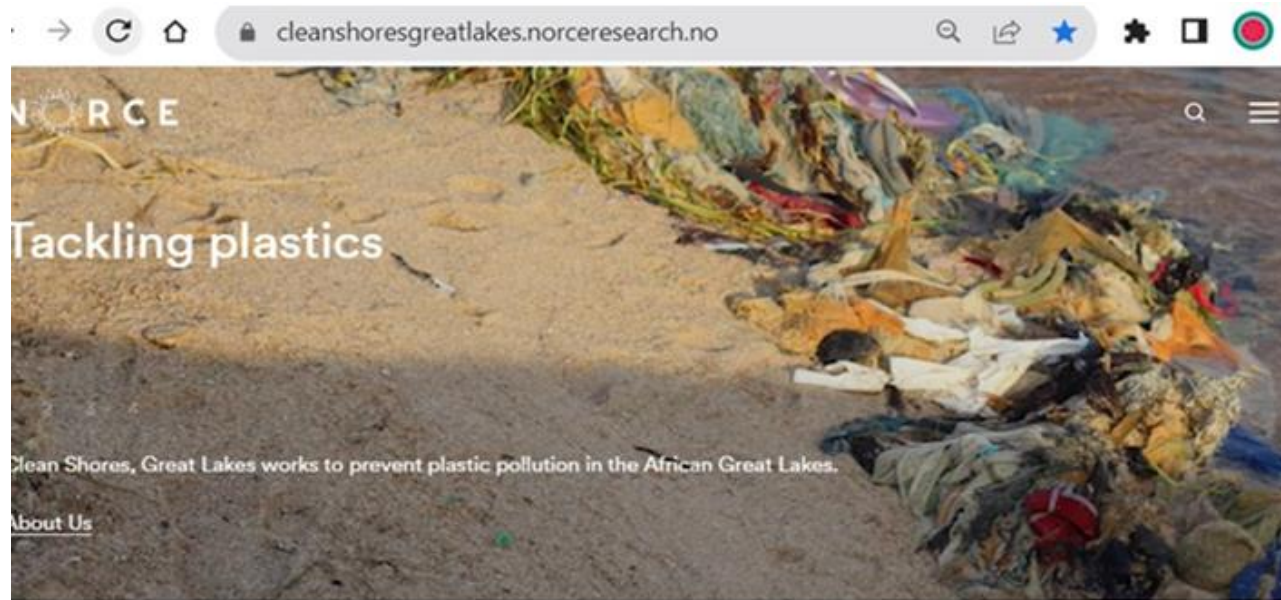 cleanshoresgreatlakes.norceresearch.no
NORCE
Tackling plastics
Clean Shores, Great Lakes works to prevent plastic pollution in the African Great Lakes.
About Us